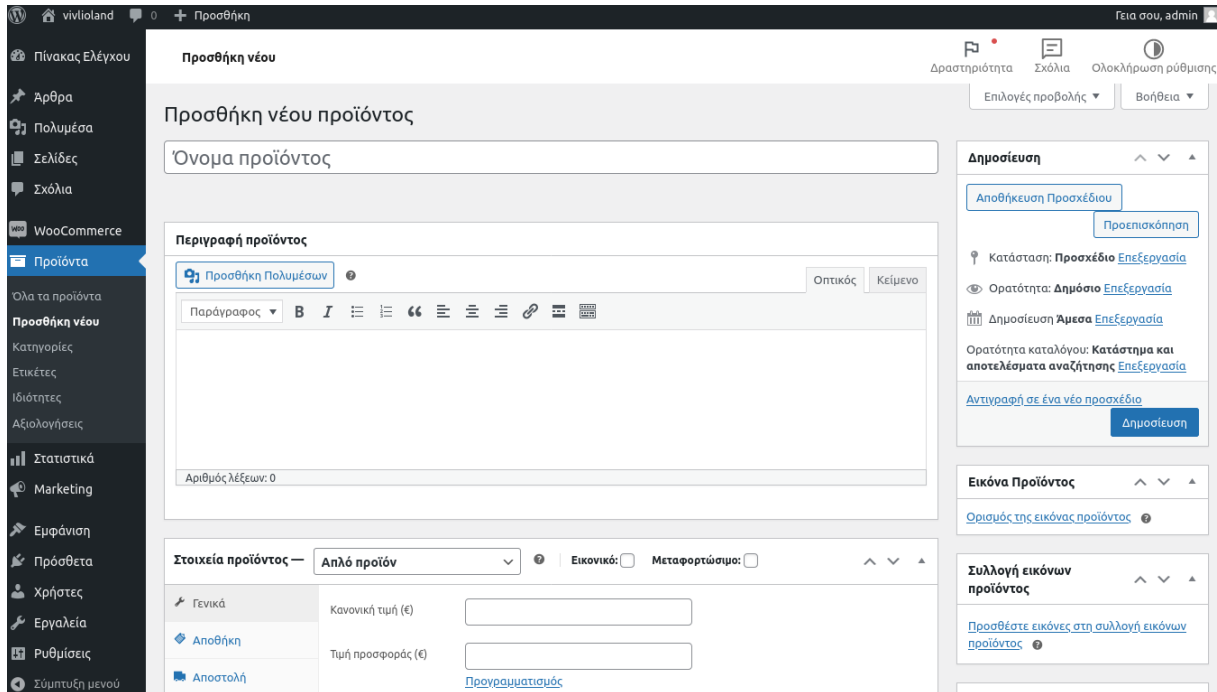 vivlioland 0 Προσθήκη
Γεια σου, admin
Πίνακας Ελέγχου
Άρθρα
Πολυμέσα
Σελίδες
Σχόλια
WooCommerce
Προϊόντα
Όλα τα προϊόντα
Προσθήκη νέου
Κατηγορίες
Ετικέτες
Ιδιότητες
Αξιολογήσεις
Στατιστικά
Marketing
Εμφάνιση
Πρόσθετα
Χρήστες
Εργαλεία
Ρυθμίσεις
Σύμπτυξη μενού
Προσθήκη νέου
Δραστηριότητα
Σχόλια
Ολοκλήρωση ρύθμισης
Επιλογές προβολής
Βοήθεια
Προσθήκη νέου προϊόντος
Όνομα προϊόντος
Περιγραφή προϊόντος
Προσθήκη Πολυμέσων
Οπτικός
Κείμενο
Παράγραφος
Αριθμός λέξεων: 0
Στοιχεία προϊόντος —
Απλό προϊόν
Εικονικό:
Μεταφορτώσιμο:
Γενικά
Αποθήκη
Αποστολή
Κανονική τιμή (€)
Τιμή προσφοράς (€)
Προγραμματισμός
Δημοσίευση
Αποθήκευση Προσχέδιου
Προεπισκόπηση
Κατάσταση: Προσχέδιο Επεξεργασία
Ορατότητα: Δημόσιο Επεξεργασία
Δημοσίευση Άμεσα Επεξεργασία
Ορατότητα καταλόγου: Κατάστημα και
αποτελέσματα αναζήτησης Επεξεργασία
Αντιγραφή σε ένα νέο προσχέδιο
Δημοσίευση
Εικόνα Προϊόντος
Ορισμός της εικόνας προϊόντος
Συλλογή εικόνων
προϊόντος
Προσθέστε εικόνες στη συλλογή εικόνων
προϊόντος